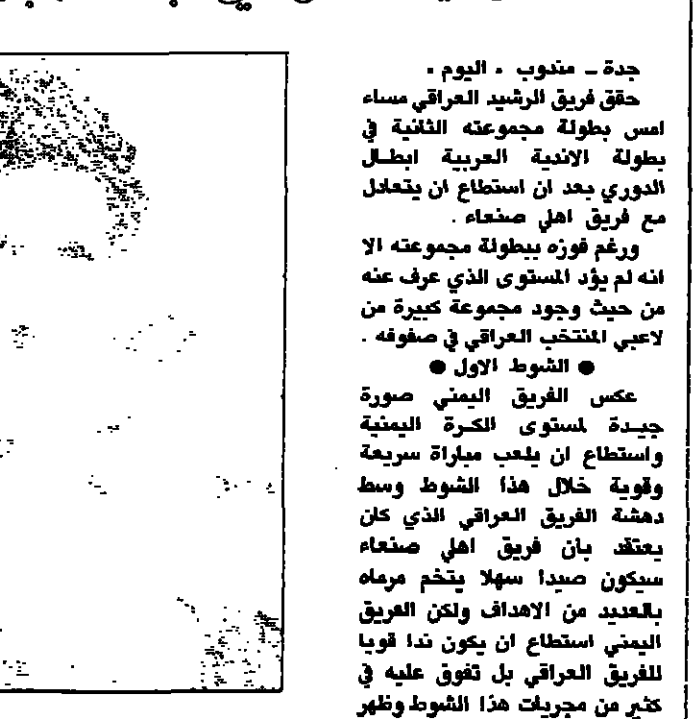 جدة ـ مندوب . اليوم .
حقق فريق الرشيد العراقي مساء
امس بطولة مجموعته الثانية في
بطولة الاندية العربية ابطـال
الدوري بعد ان استطاع ان يتعادل
مع فريق اهلي صنعاء .
ورغم فوزه ببطولة مجموعته الا
انه لم يؤد المستوى الذي عرف عنه
من حيث وجود مجموعة كبيرة من
لاعبي المنتخب العراقي في صفوفه .
● الشوط الاول ●
عكس الفريق اليمني صورة
جيـدة لمستوى الكـرة اليمنية
واستطاع ان يلعب مباراة سريعة
وقوية خلال هذا الشوط وسط
دهشة الفريق العراقي الذي كان
يعتقد بان فريق اهلي صنعاء
سيكون صيدا سهلا يتخم مرماه
بالعديد من الاهداف ولكن الفريق
اليمني استطاع ان يكون ندا قويا
للفريق العراقي بل تفوق عليه في
كثير من مجريات هذا الشوط وظهر